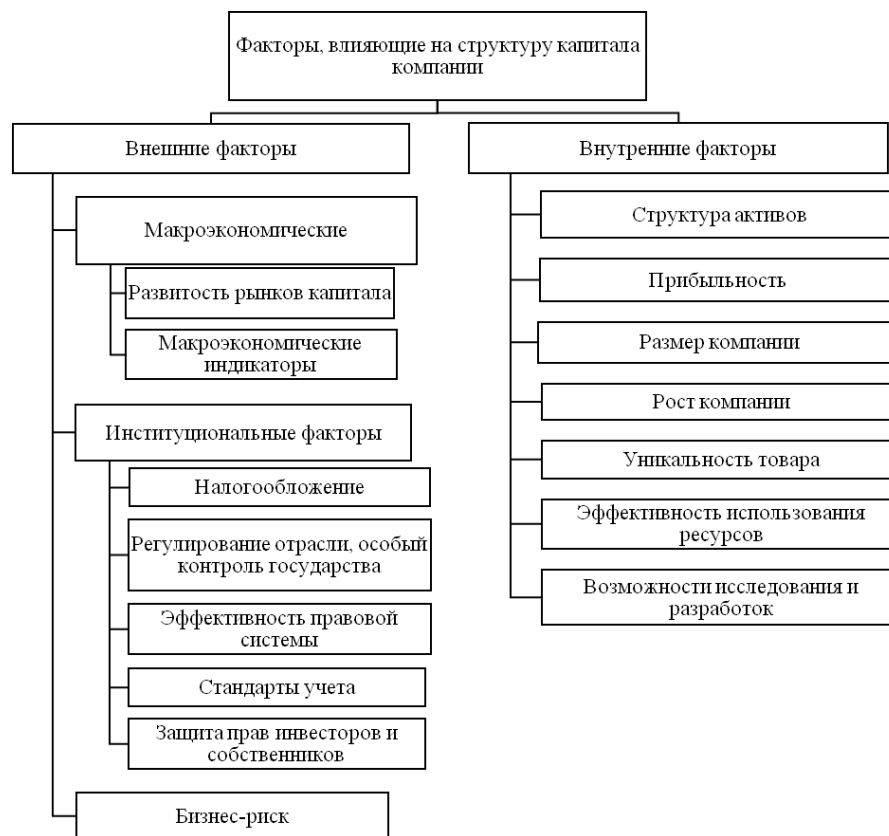 Факторы, влияющие на структуру капитала
компании
Внешние факторы
Макроэкономические
Развитость рынков капитала
Макроэкономические
индикаторы
Институциональные факторы
Налогообложение
Регулирование отрасли, особый
контроль государства
Эффективность правовой
системы
Стандарты учета
Защита прав инвесторов и
собственников
Бизнес-риск
Внутренние факторы
Структура активов
Прибыльность
Размер компании
Рост компании
Уникальность товара
Эффективность использования
ресурсов
Возможности исследования и
разработок